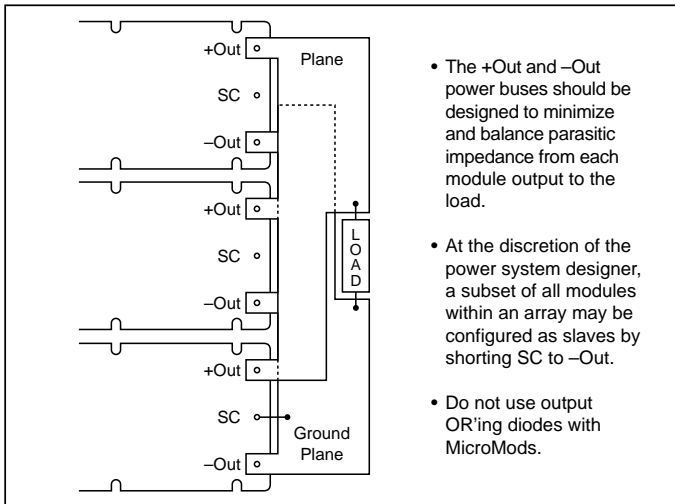 +Out
Plane
SC
–Out
+Out
SC
–Out
+Out
SC
Ground
Plane
–Out
LOAD
• The +Out and –Out
power buses should be
designed to minimize
and balance parasitic
impedance from each
module output to the
load.
• At the discretion of the
power system designer,
a subset of all modules
within an array may be
configured as slaves by
shorting SC to –Out.
• Do not use output
OR'ing diodes with
MicroMods.